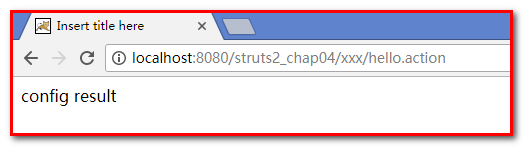 Insert title here
localhost:8080/struts2_chap04/xxx/hello.action
config result